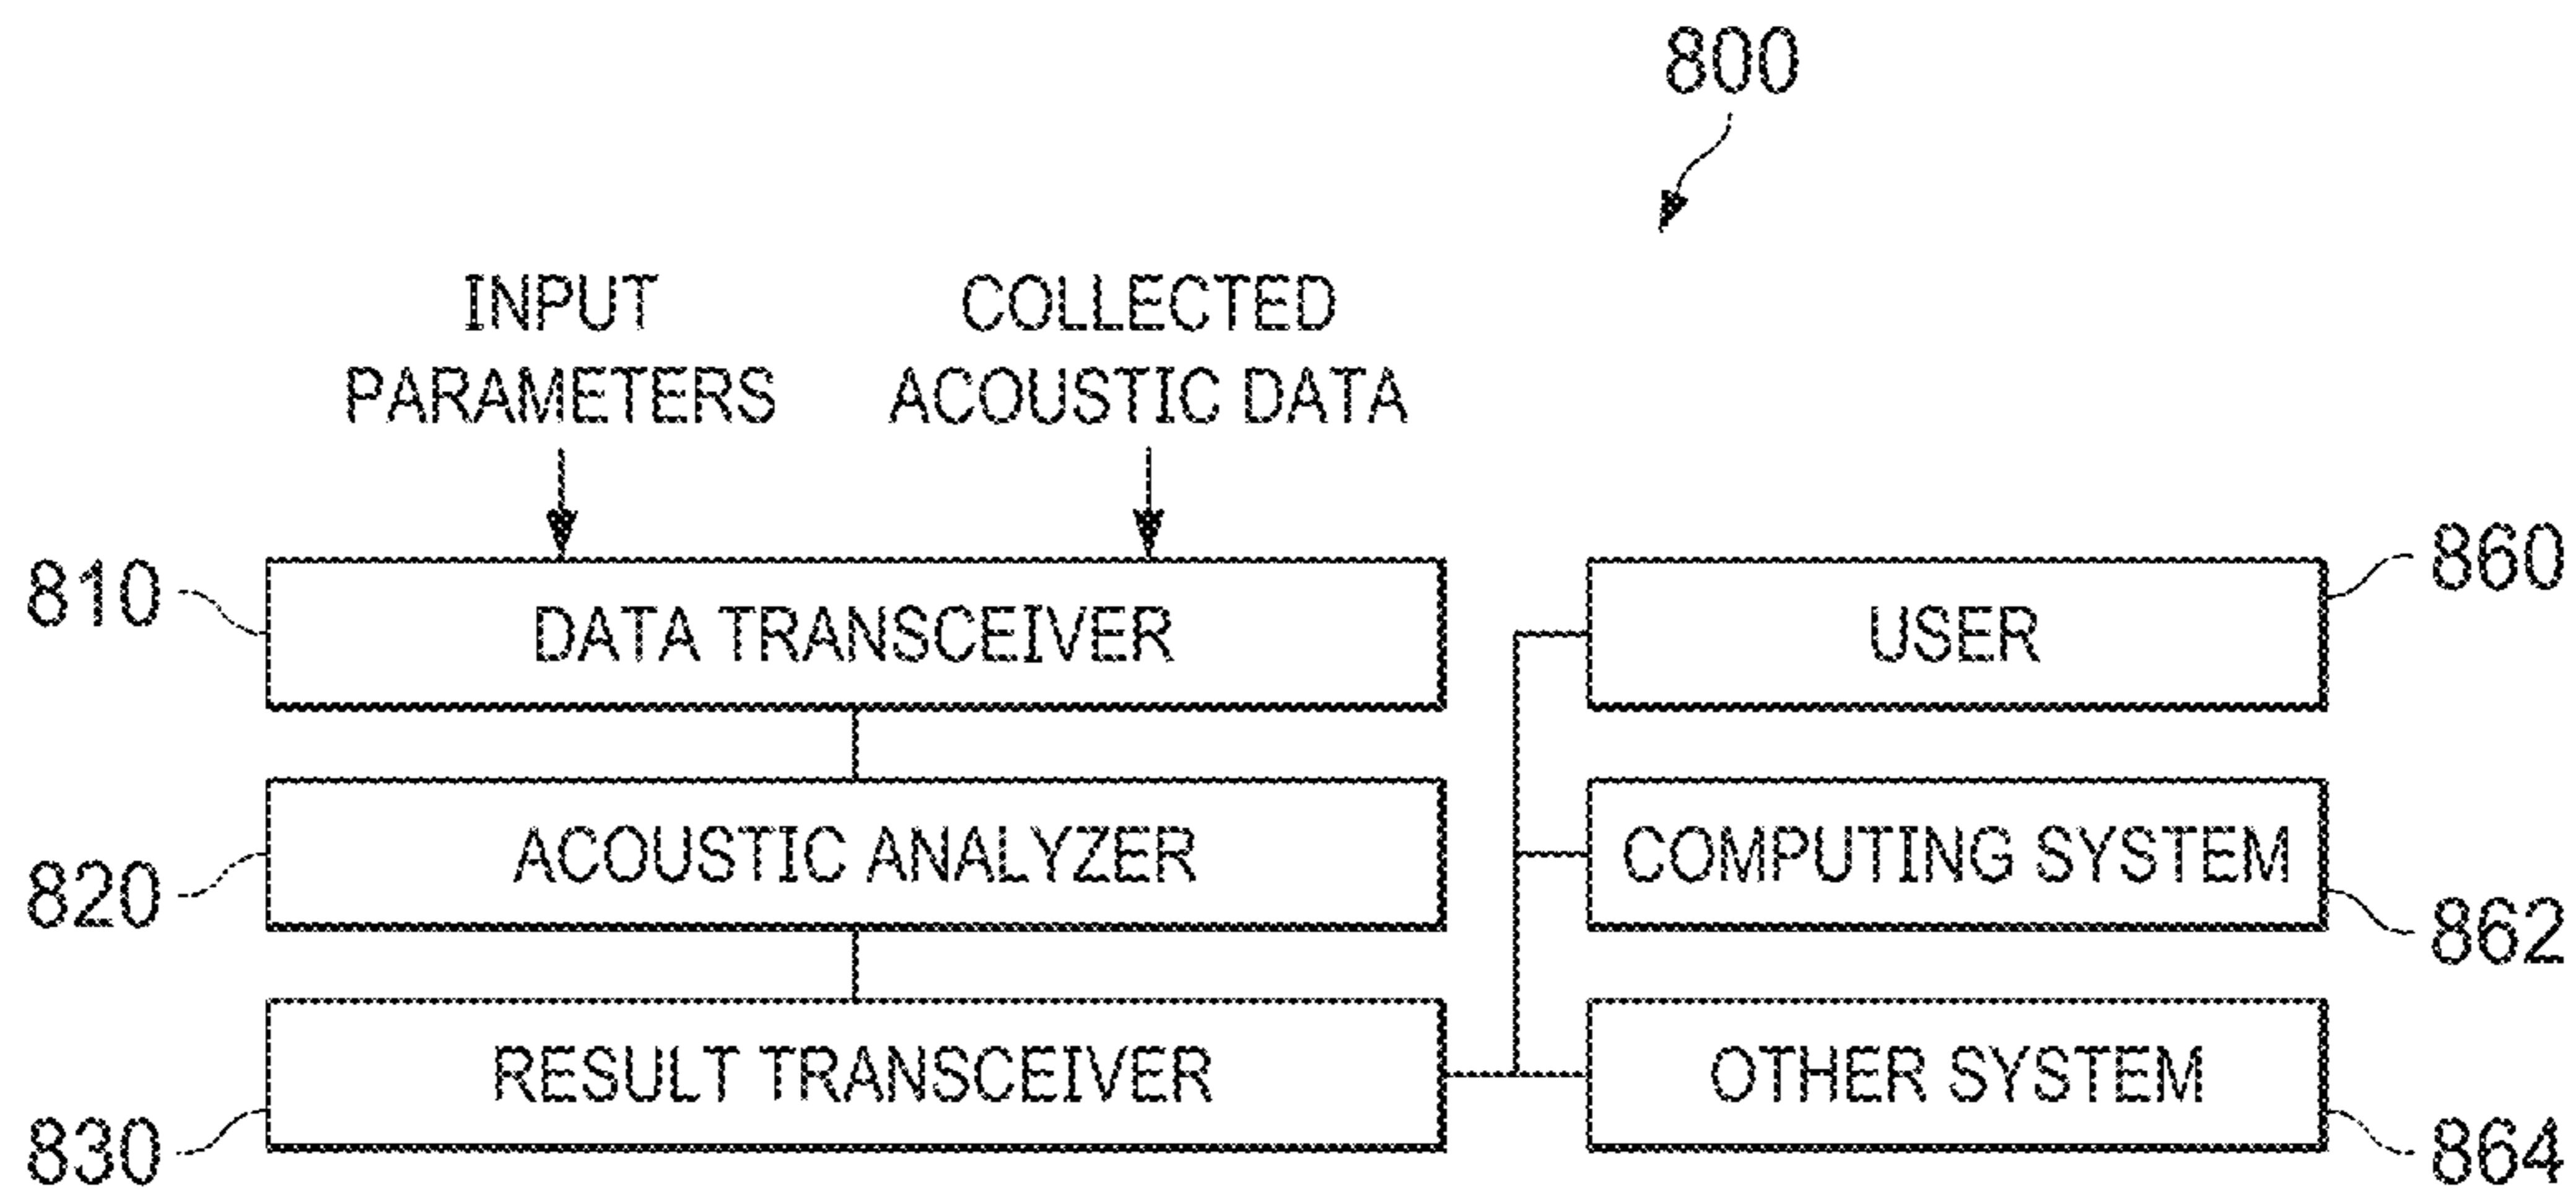 800
INPUT
PARAMETERS
COLLECTED
ACOUSTIC DATA
810
DATA TRANSCEIVER
USER
860
820
ACOUSTIC ANALYZER
COMPUTING SYSTEM
862
830
RESULT TRANSCEIVER
OTHER SYSTEM
864